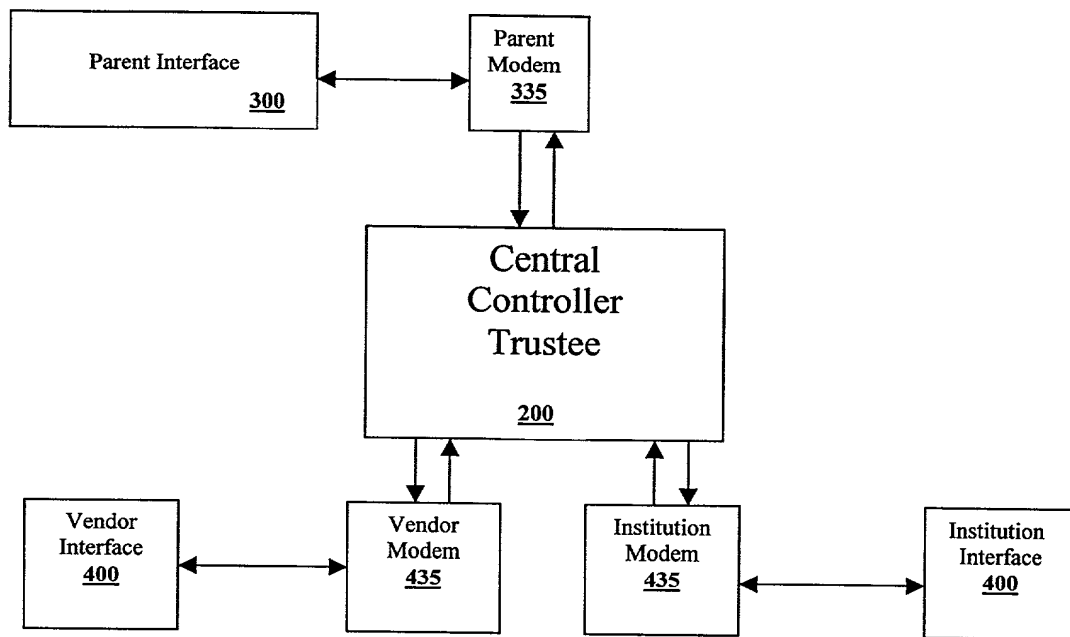 Parent Interface
300
Parent
Modem
335
Central
Controller
Trustee
200
Vendor
Interface
400
Vendor
Modem
435
Institution
Modem
435
Institution
Interface
400